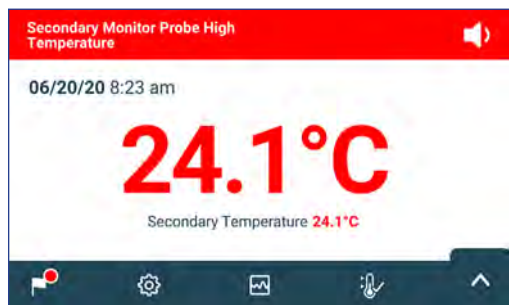 Secondary Monitor Probe High
Temperature
06/20/20 8:23 am
24.1°C
Secondary Temperature 24.1°C